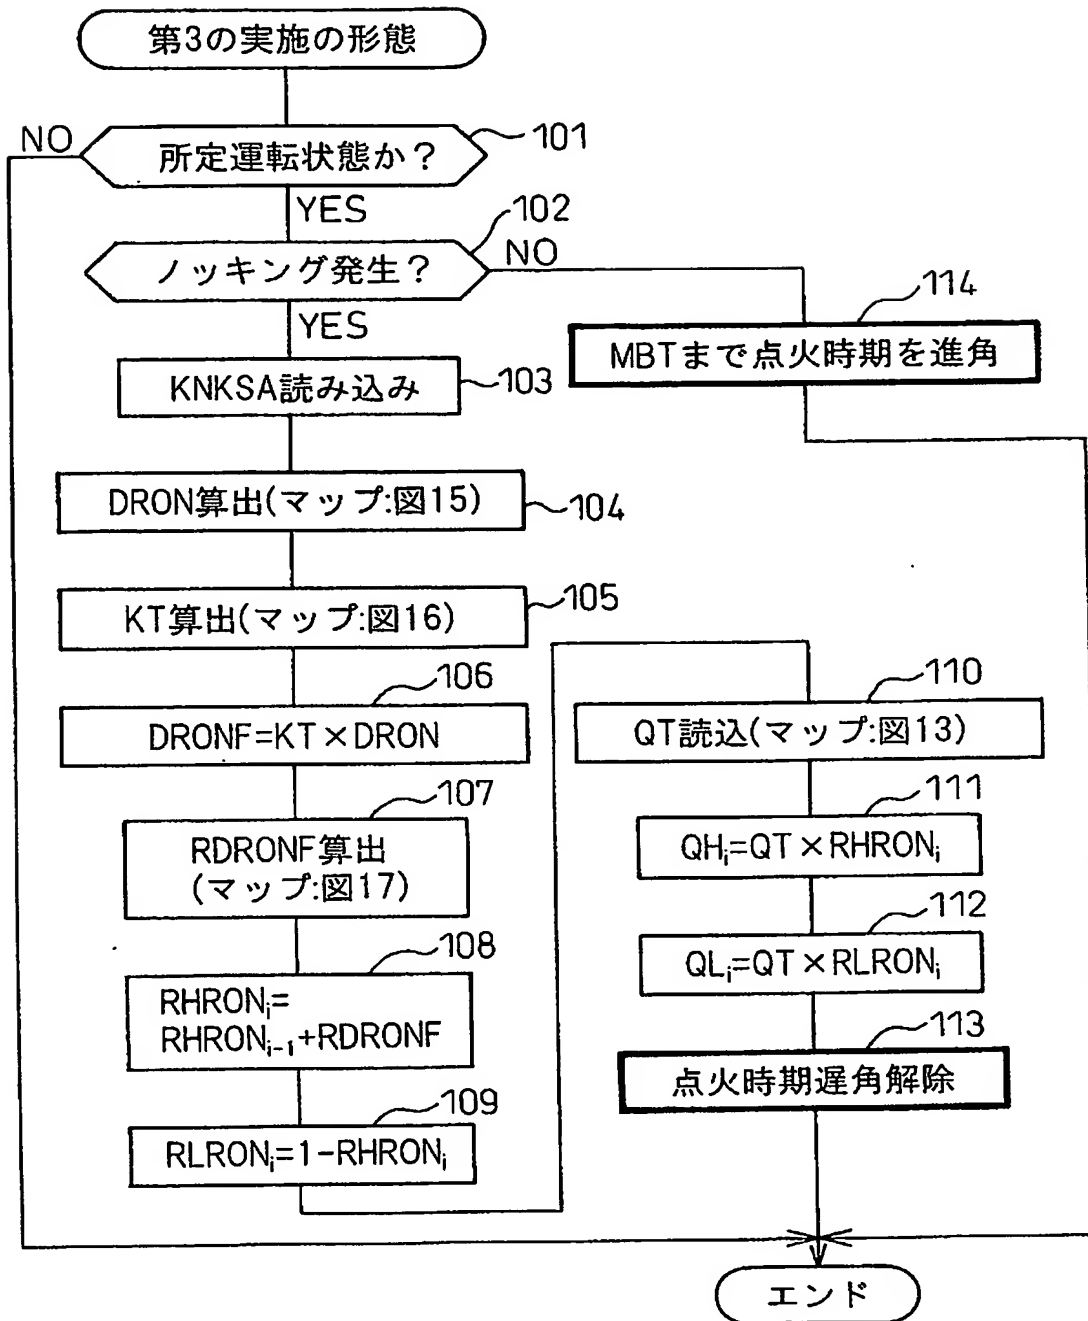 第3の実施の形態
所定運転状態か？
101
NO
YES
ノッキング発生？
102
NO
YES
114
MBTまで点火時期を進角
KNKSA読み込み
103
DRON算出(マップ:図15)
104
KT算出(マップ:図16)
105
106
DRONF=KT×DRON
107
RDRONF算出
(マップ:図17)
108
RHRONi=
RHRONi-1+RDRONF
109
RLRONi=1-RHRONi
110
QT読込(マップ:図13)
111
QHi=QT×RHRONi
112
QLi=QT×RLRONi
113
点火時期遅角解除
エンド